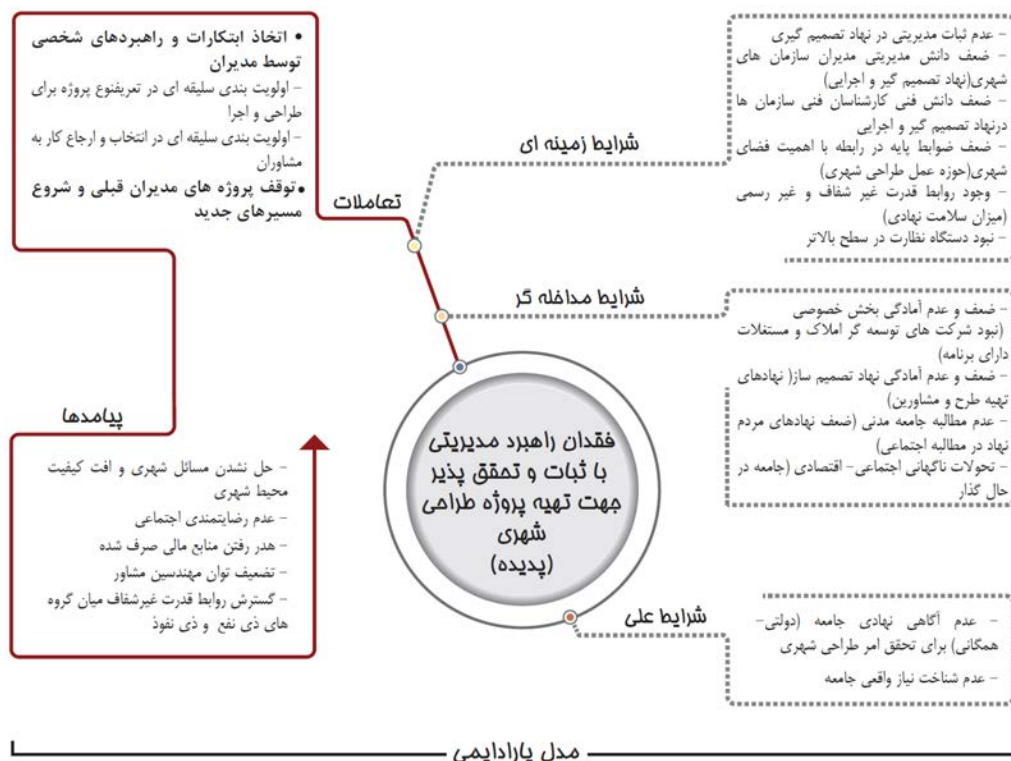 – عدم ثبات مدیریتی در نهاد تصمیم گیری
– ضعف دانش مدیریتی مدیران سازمان های
شهری(نهاد تصمیم گیر و اجرایی)
– ضعف دانش فنی کارشناسان فنی سازمان ها
درنهاد تصمیم گیر و اجرایی
– ضعف ضوابط پایه در رابطه با اهمیت فضای
شهری(حوزه عمل طراحی شهری)
– وجود روابط قدرت غیر شفاف و غیر رسمی
(میزان سلامت نهادی)
– نبود دستگاه نظارت در سطح بالاتر
شرایط زمینه ای
• اتخاذ ابتکارات و راهبردهای شخصی
توسط مدیران
– اولویت بندی سلیقه ای در تعریفنوع پروژه برای
طراحی و اجرا
– اولویت بندی سلیقه ای در انتخاب و ارجاع کار به
مشاوران
•توقف پروژه های مدیران قبلی و شروع
مسیرهای جدید
تعاملات
شرایط مداخله گر
– ضعف و عدم آمادگی بخش خصوصی
(نبود شرکت های توسعه گر املاک و مستغلات
دارای برنامه)
– ضعف و عدم آمادگی نهاد تصمیم ساز( نهادهای
تهیه طرح و مشاورین)
– عدم مطالبه جامعه مدنی (ضعف نهادهای مردم
نهاد در مطالبه اجتماعی)
– تحولات ناگهانی اجتماعی- اقتصادی (جامعه در
حال گذار
فقدان راهبرد مدیریتی
با ثبات و تحقق پذیر
جهت تهیه پروژه طراحی
شهری
(پدیده)
پیامدها
– حل نشدن مسائل شهری و افت کیفیت
محیط شهری
– عدم رضایتمندی اجتماعی
– هدر رفتن منابع مالی صرف شده
– تضعیف توان مهندسین مشاور
– گسترش روابط قدرت غیرشفاف میان گروه
های ذی نفع و ذی نفوذ
شرایط علی
– عدم آگاهی نهادی جامعه (دولتی-
همگانی) برای تحقق امر طراحی شهری
– عدم شناخت نیاز واقعی جامعه
مدل پارادایمی